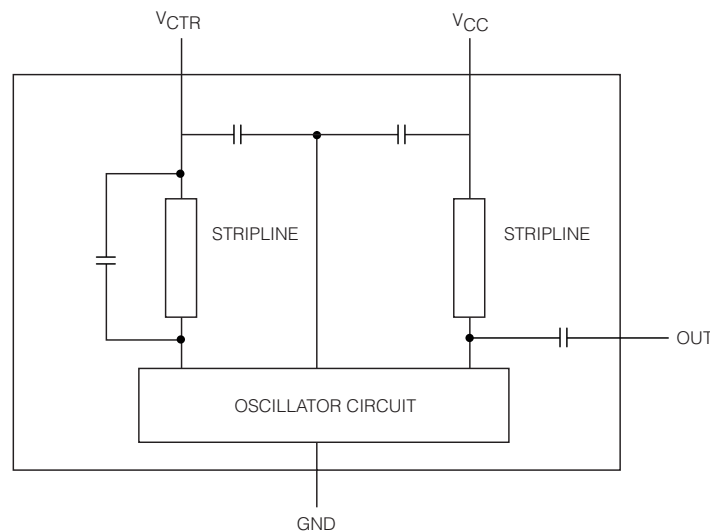 VCTR
VCC
STRIPLINE
STRIPLINE
OUT
OSCILLATOR CIRCUIT
GND